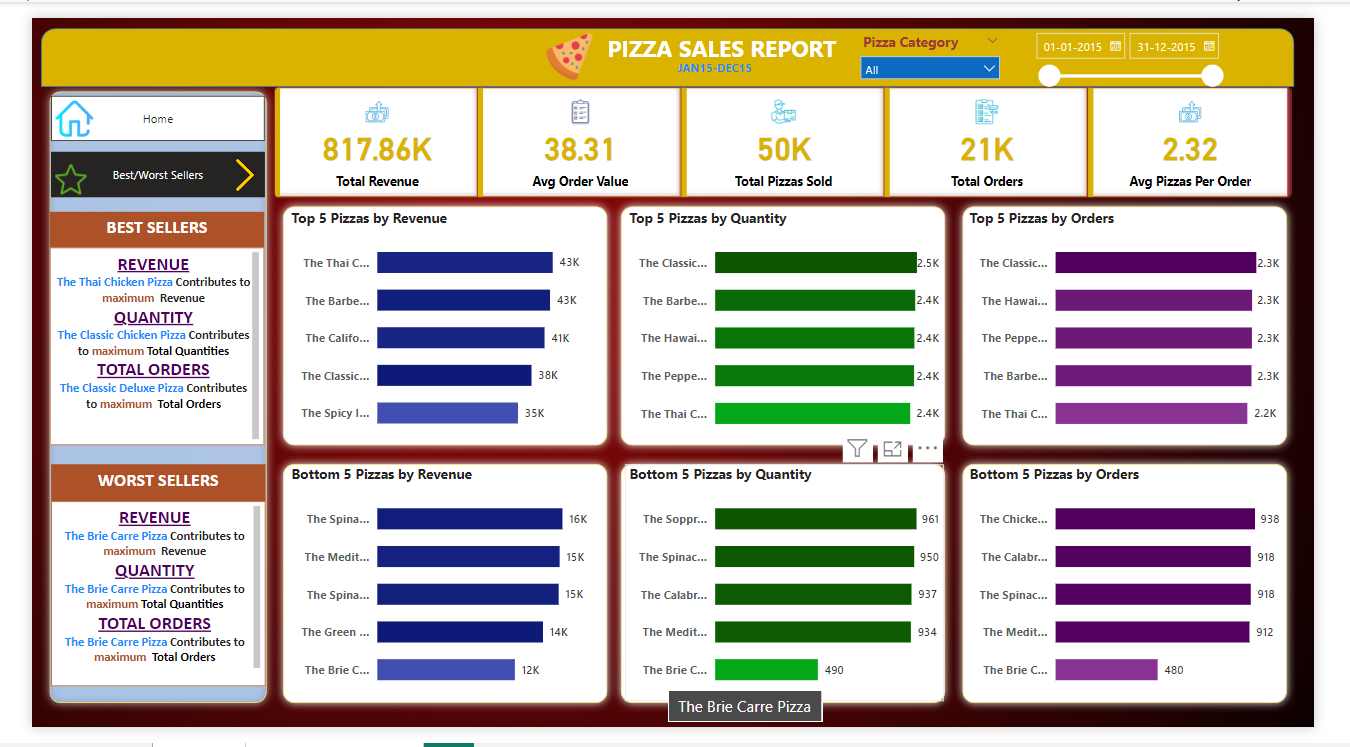 PIZZA SALES REPORT
JAN15-DEC15
Pizza Category
All
01-01-2015
31-12-2015
Home
Best/Worst Sellers
817.86K
Total Revenue
38.31
Avg Order Value
50K
Total Pizzas Sold
21K
Total Orders
2.32
Avg Pizzas Per Order
BEST SELLERS
REVENUE
The Thai Chicken Pizza Contributes to
maximum Revenue
QUANTITY
The Classic Chicken Pizza Contributes
to maximum Total Quantities
TOTAL ORDERS
The Classic Deluxe Pizza Contributes
to maximum Total Orders
WORST SELLERS
REVENUE
The Brie Carre Pizza Contributes to
maximum Revenue
QUANTITY
The Brie Carre Pizza Contributes to
maximum Total Quantities
TOTAL ORDERS
The Brie Carre Pizza Contributes to
maximum Total Orders
Top 5 Pizzas by Revenue
The Thai C... 43K
The Barbe... 43K
The Califo... 41K
The Classic... 38K
The Spicy I... 35K
Top 5 Pizzas by Quantity
The Classic... 2.5K
The Barbe... 2.4K
The Hawai... 2.4K
The Peppe... 2.4K
The Thai C... 2.4K
Top 5 Pizzas by Orders
The Classic... 2.3K
The Hawai... 2.3K
The Peppe... 2.3K
The Barbe... 2.3K
The Thai C... 2.2K
Bottom 5 Pizzas by Revenue
The Spina... 16K
The Medit... 15K
The Spina... 15K
The Green ... 14K
The Brie C... 12K
Bottom 5 Pizzas by Quantity
The Soppr... 961
The Spinac... 950
The Calabr... 937
The Medit... 934
The Brie C... 490
The Brie Carre Pizza
Bottom 5 Pizzas by Orders
The Chicke... 938
The Calabr... 918
The Spinac... 918
The Medit... 912
The Brie C... 480